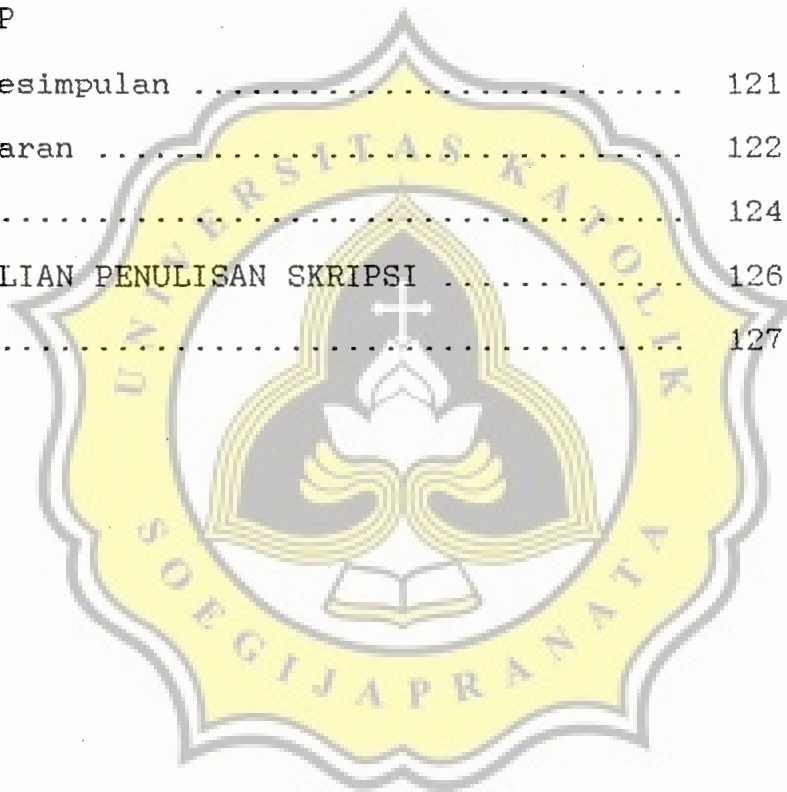 P
esimpulan .............................. 121
aran .................................... 122
......................................... 124
LIAN PENULISAN SKRIPSI ............ 126
......................................... 127
UNIVERSITAS KATOLIK
SOEGIJAPRANATA